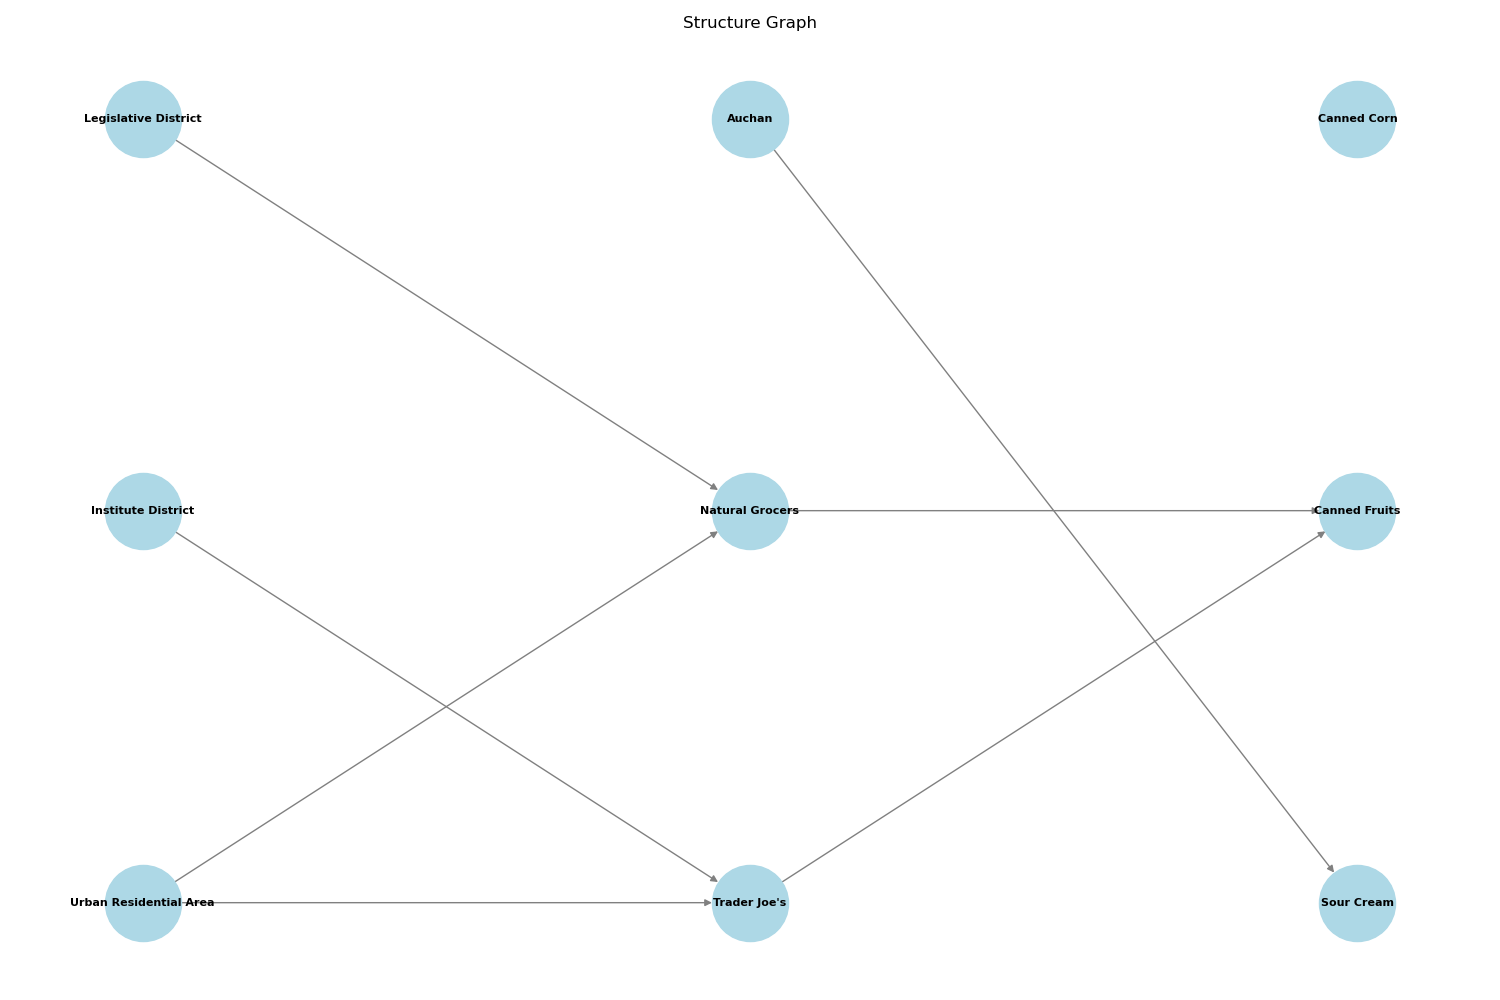 Structure Graph
Legislative District
Auchan
Canned Corn
Institute District
Natural Grocers
Canned Fruits
Urban Residential Area
Trader Joe's
Sour Cream